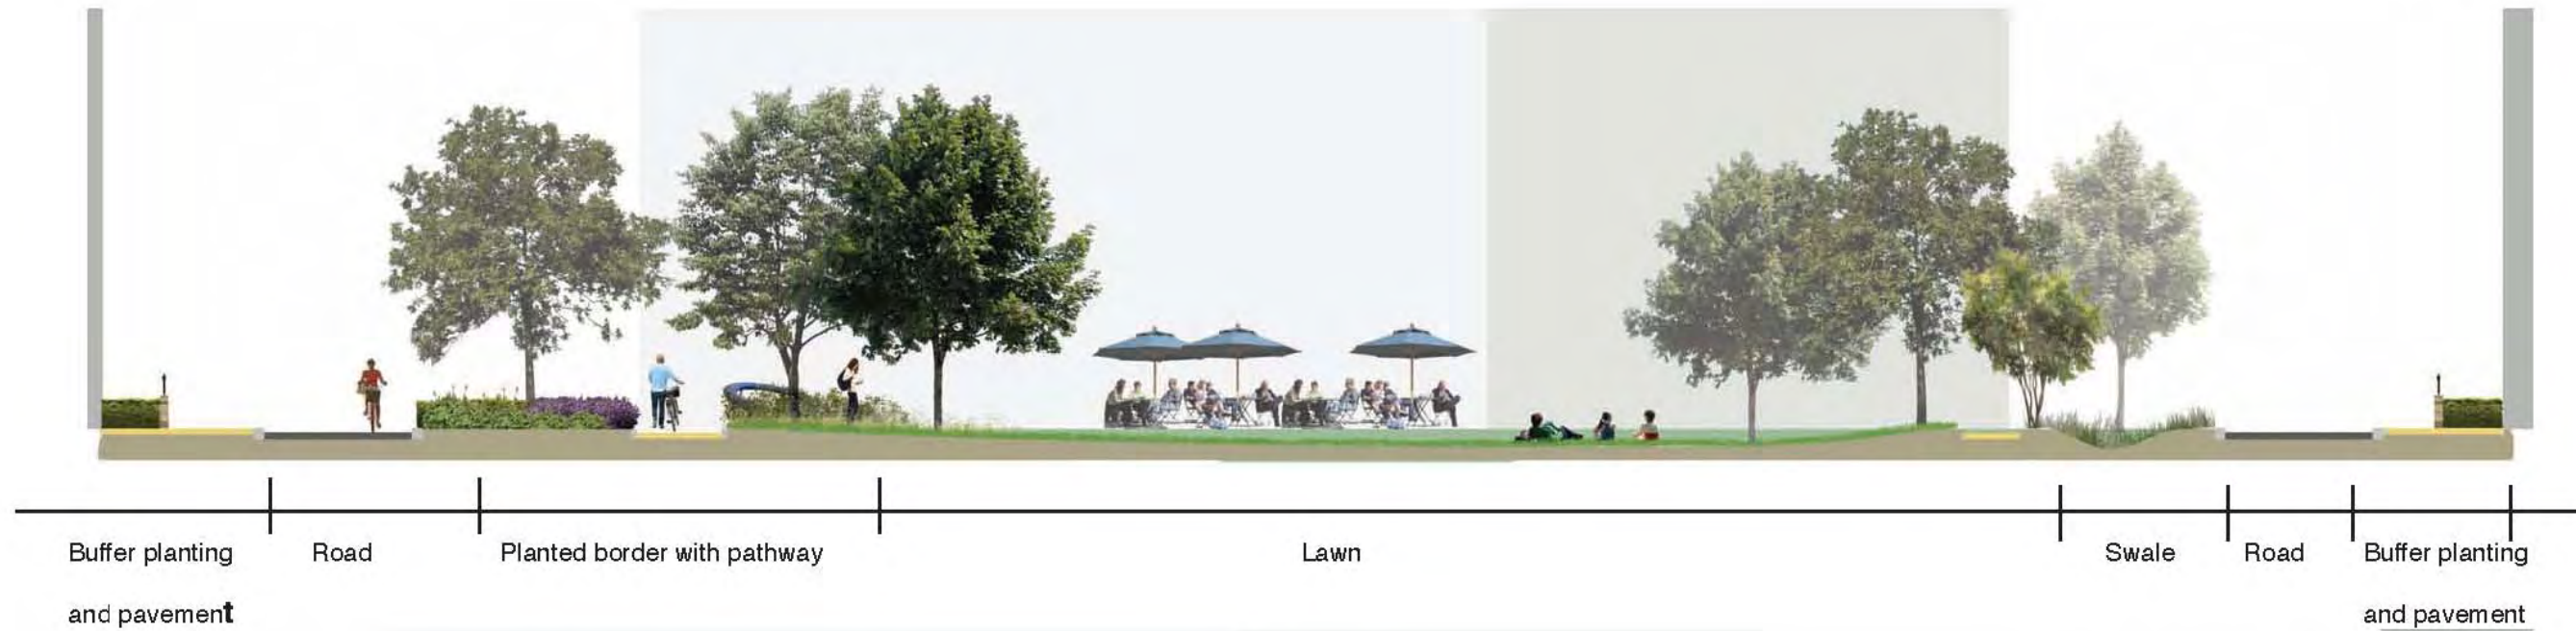 Buffer planting Road Planted border with pathway Lawn Swale Road Buffer planting
and pavement and pavement